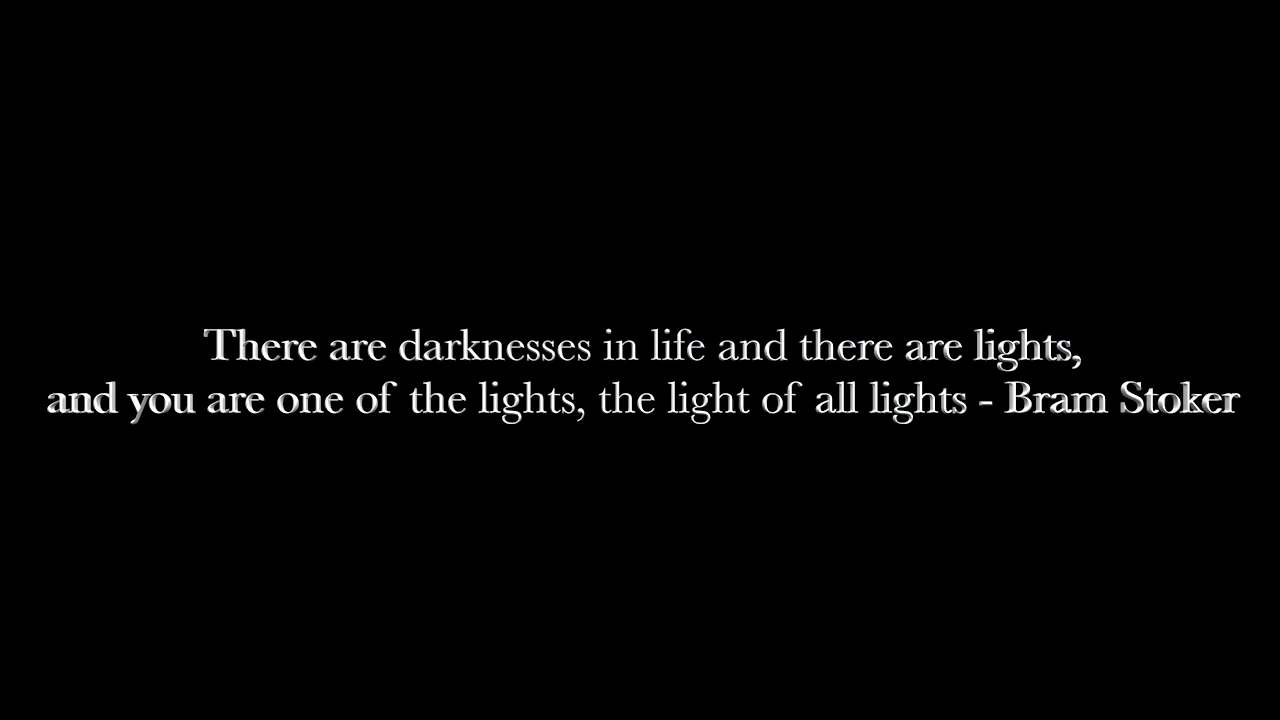 There are darknesses in life and there are lights,
and you are one of the lights, the light of all lights - Bram Stoker